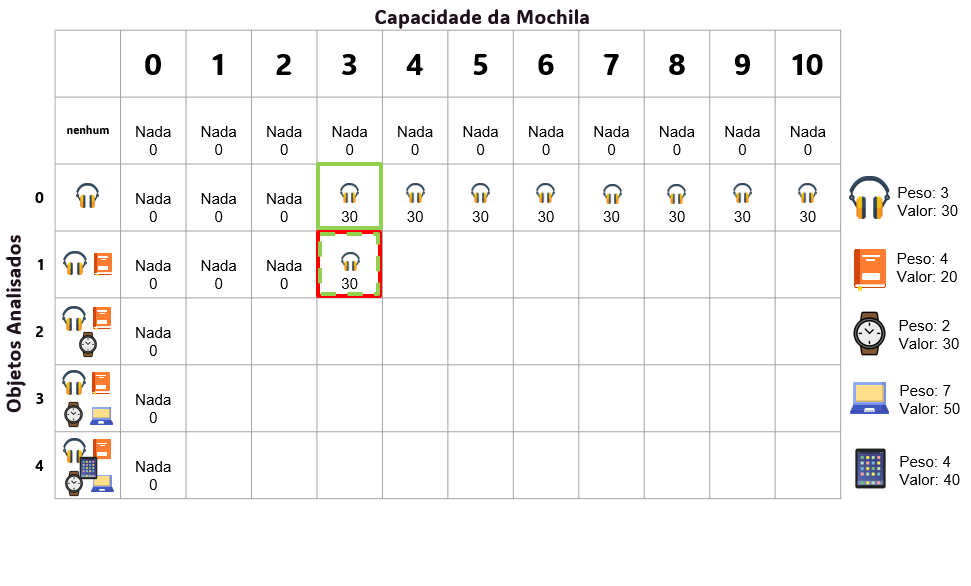 Capacidade da Mochila
0 1 2 3 4 5 6 7 8 9 10
nenhum Nada Nada Nada Nada Nada Nada Nada Nada Nada Nada Nada
0 0 0 0 0 0 0 0 0 0 0
Objetos Analisados
0 Nada Nada Nada
0 0 0 30 30 30 30 30 30 30 30
Peso: 3
Valor: 30
1 Nada Nada Nada
0 0 0 30
Peso: 4
Valor: 20
2 Nada
0
Peso: 2
Valor: 30
3 Nada
0
Peso: 7
Valor: 50
4 Nada
0
Peso: 4
Valor: 40